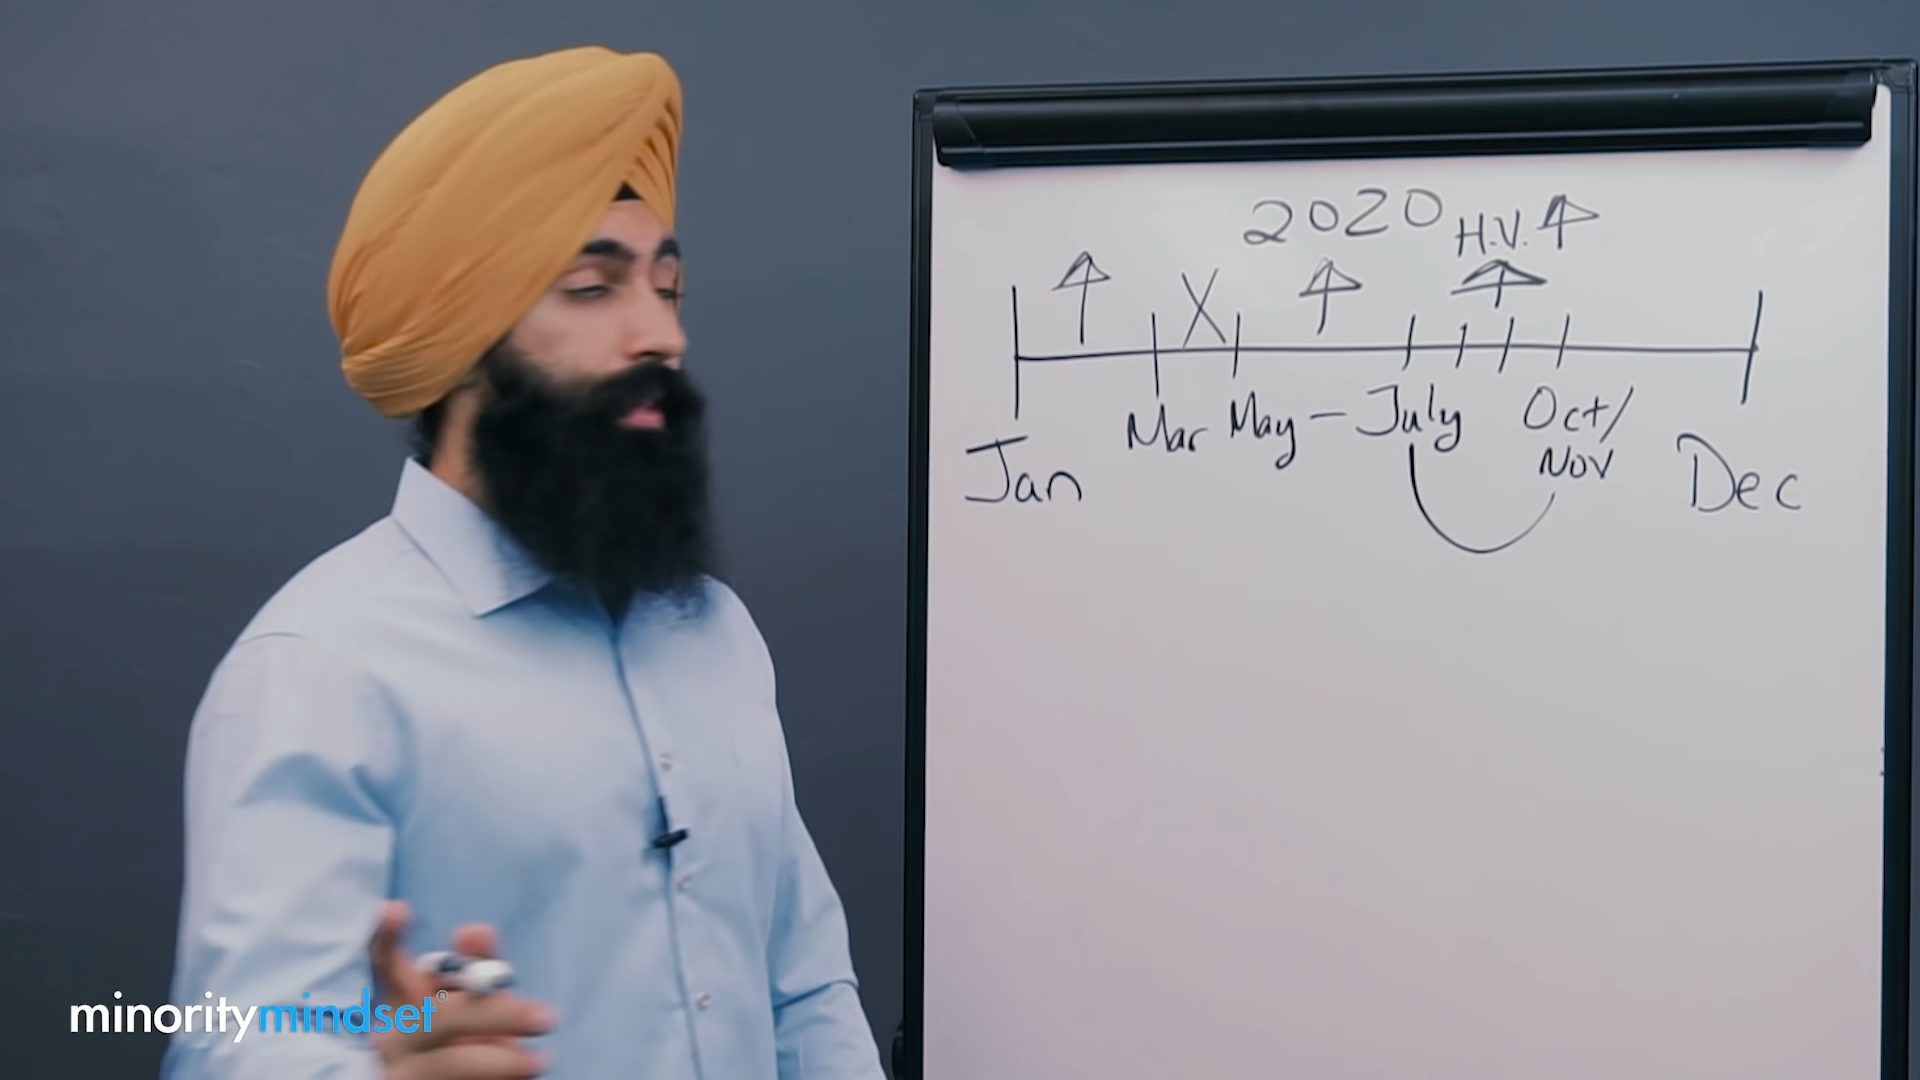 2020
H.V.
Mar May - July Oct/
Nov
Jan Dec
minoritymindset®